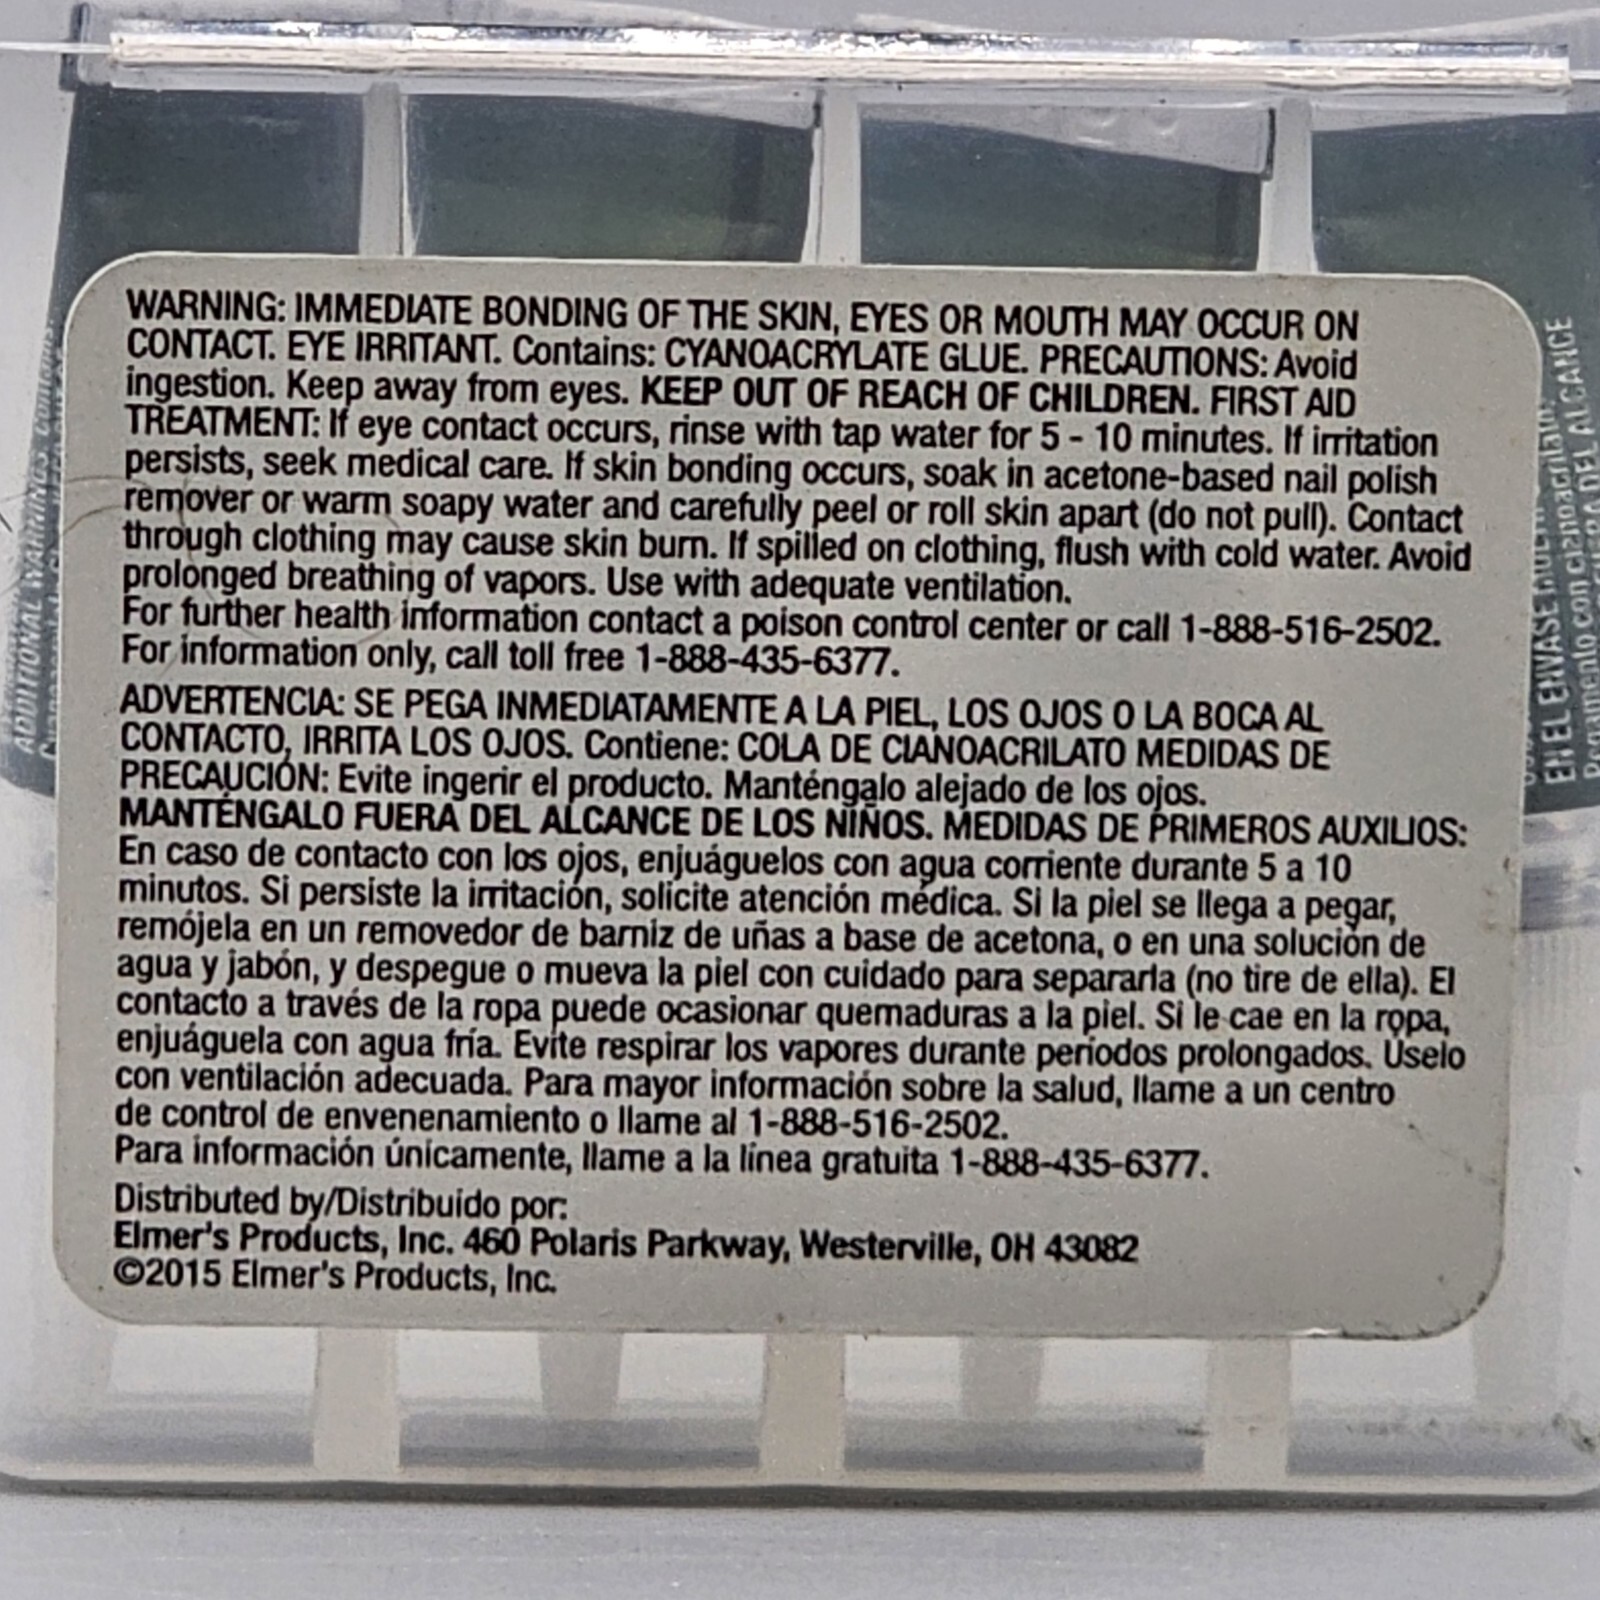 WARNING: IMMEDIATE BONDING OF THE SKIN, EYES OR MOUTH MAY OCCUR ON
CONTACT. EYE IRRITANT. Contains: CYANOACRYLATE GLUE. PRECAUTIONS: Avoid
ingestion. Keep away from eyes. KEEP OUT OF REACH OF CHILDREN. FIRST AID
TREATMENT: If eye contact occurs, rinse with tap water for 5 - 10 minutes. If irritation
persists, seek medical care. If skin bonding occurs, soak in acetone-based nail polish
remover or warm soapy water and carefully peel or roll skin apart (do not pull). Contact
through clothing may cause skin burn. If spilled on clothing, flush with cold water. Avoid
prolonged breathing of vapors. Use with adequate ventilation.
For further health information contact a poison control center or call 1-888-516-2502.
For information only, call toll free 1-888-435-6377.
ADVERTENCIA: SE PEGA INMEDIATAMENTE A LA PIEL, LOS OJOS O LA BOCA AL
CONTACTO, IRRITA LOS OJOS. Contiene: COLA DE CIANOACRILATO MEDIDAS DE
PRECAUCIÓN: Evite ingerir el producto. Manténgalo alejado de los ojos.
MANTÉNGALO FUERA DEL ALCANCE DE LOS NIÑOS. MEDIDAS DE PRIMEROS AUXILIOS:
En caso de contacto con los ojos, enjuáguelos con agua corriente durante 5 a 10
minutos. Si persiste la irritación, solicite atención médica. Si la piel se llega a pegar,
remójela en un removedor de barniz de uñas a base de acetona, o en una solución de
agua y jabón, y despegue o mueva la piel con cuidado para separarla (no tire de ella). El
contacto a través de la ropa puede ocasionar quemaduras a la piel. Si le cae en la ropa,
enjuáguela con agua fría. Evite respirar los vapores durante períodos prolongados. Úselo
con ventilación adecuada. Para mayor información sobre la salud, llame a un centro
de control de envenenamiento o llame al 1-888-516-2502.
Para información únicamente, llame a la línea gratuita 1-888-435-6377.
Distributed by/Distribuido por:
Elmer's Products, Inc. 460 Polaris Parkway, Westerville, OH 43082
©2015 Elmer's Products, Inc.
ADDITIONAL WARNINGS
EN EL ENVASE
con cianoacrilato.
DEL ALCANCE